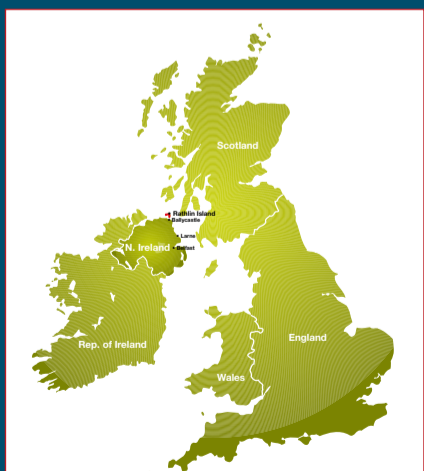 Scotland
Rathlin Island
Ballycastle
Larne
N. Ireland
Belfast
England
Rep. of Ireland
Wales